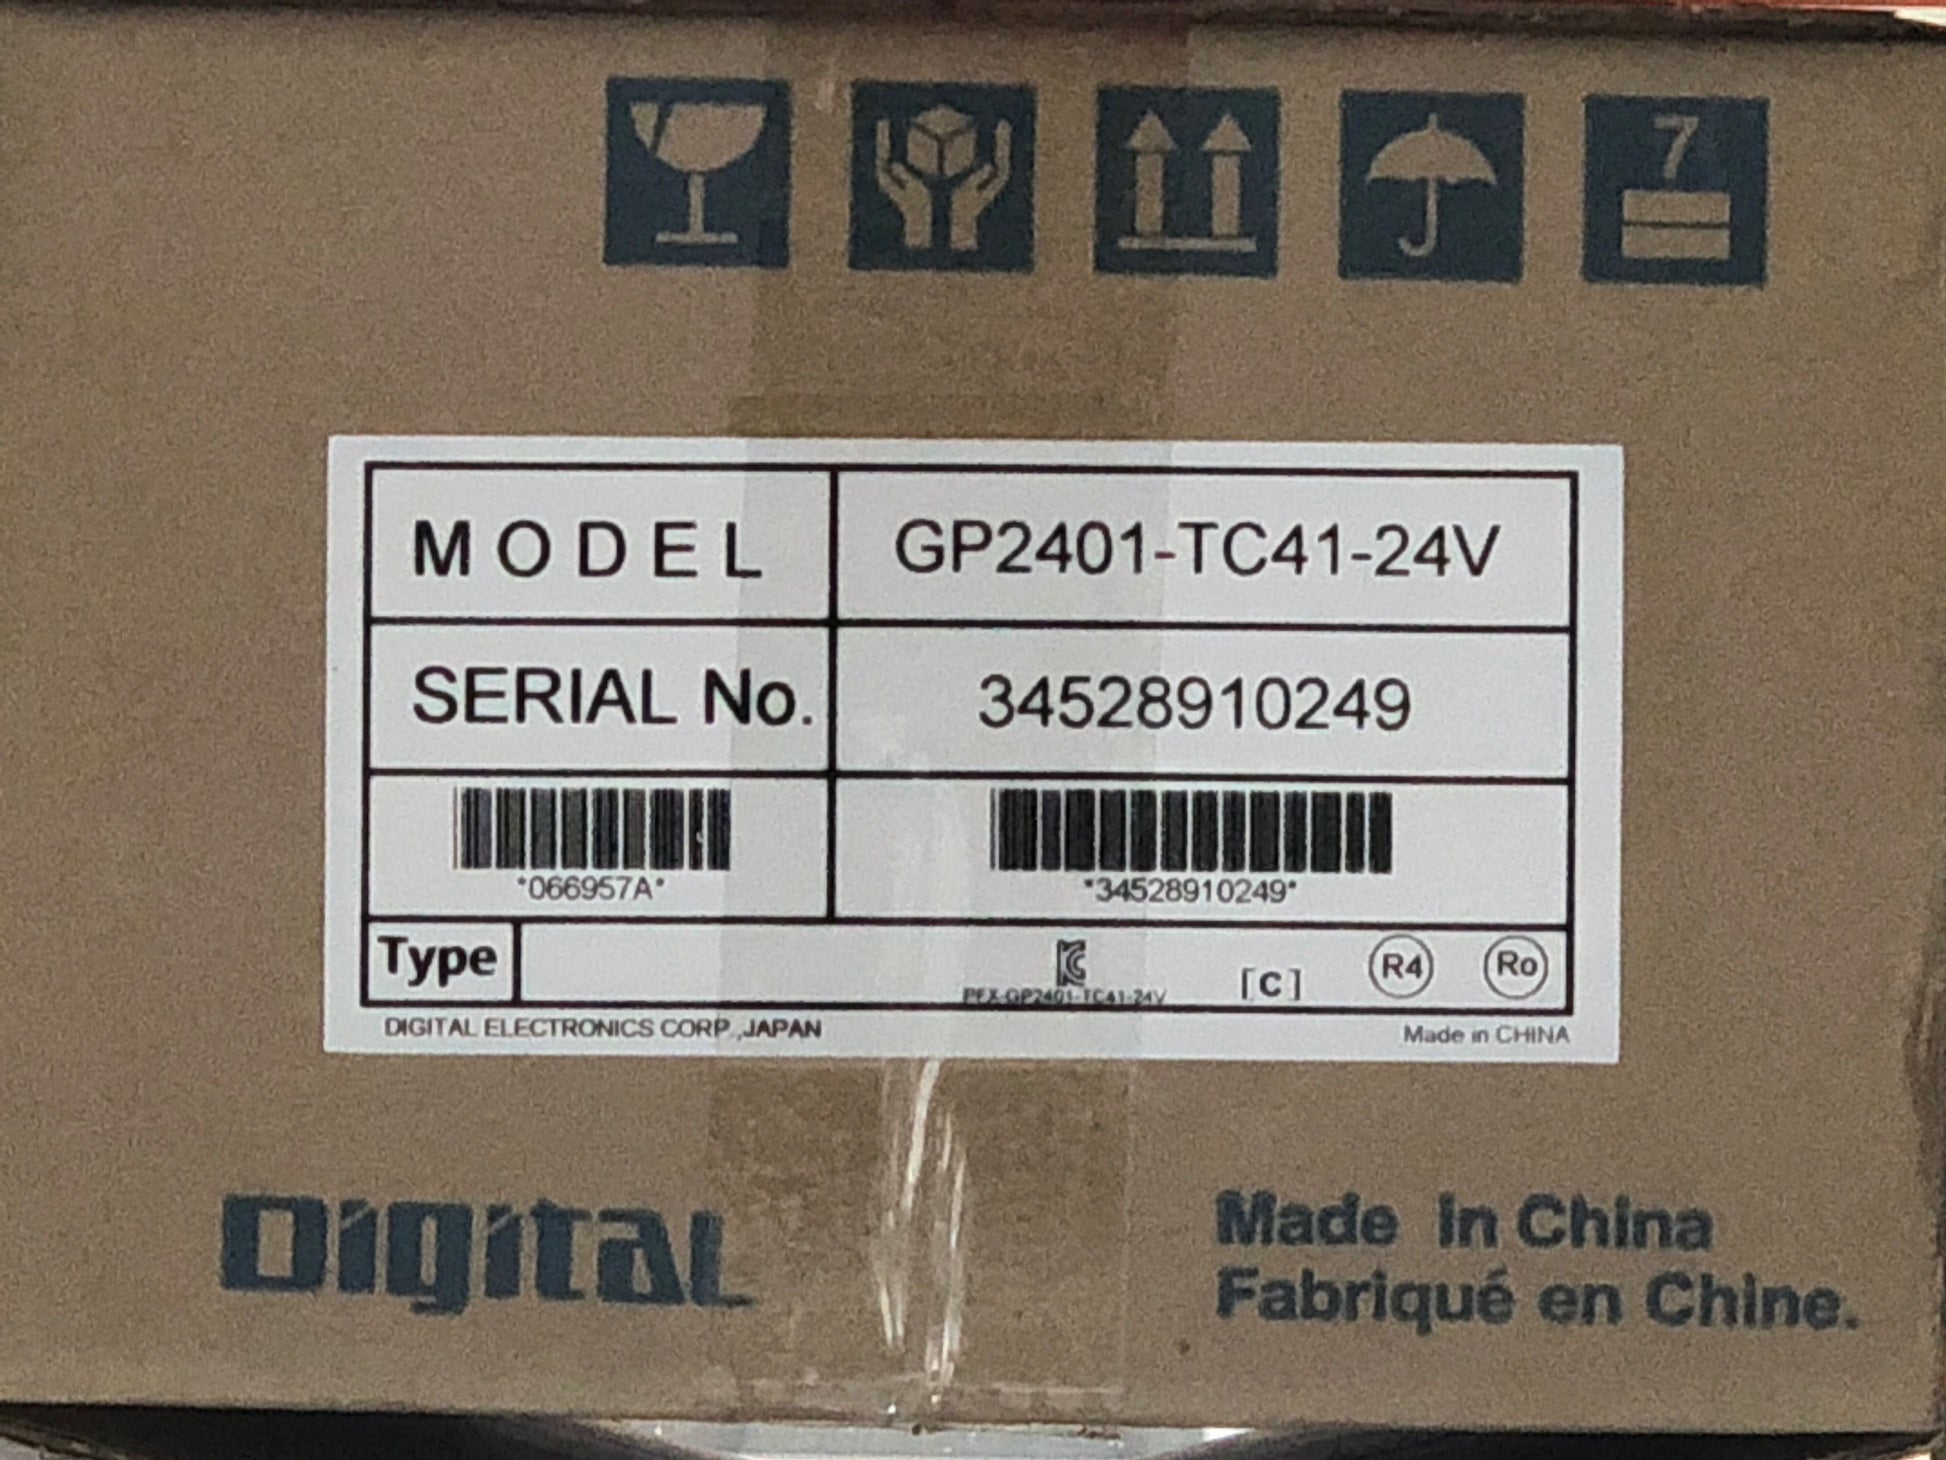 7
MODEL GP2401-TC41-24V
SERIAL No. 34528910249
*066957A* *34528910249*
Type
PFX-GP2401-TC41-24V
[C] R4 Ro
DIGITAL ELECTRONICS CORP.,JAPAN Made in CHINA
Digital
Made in China
Fabriqué en Chine.